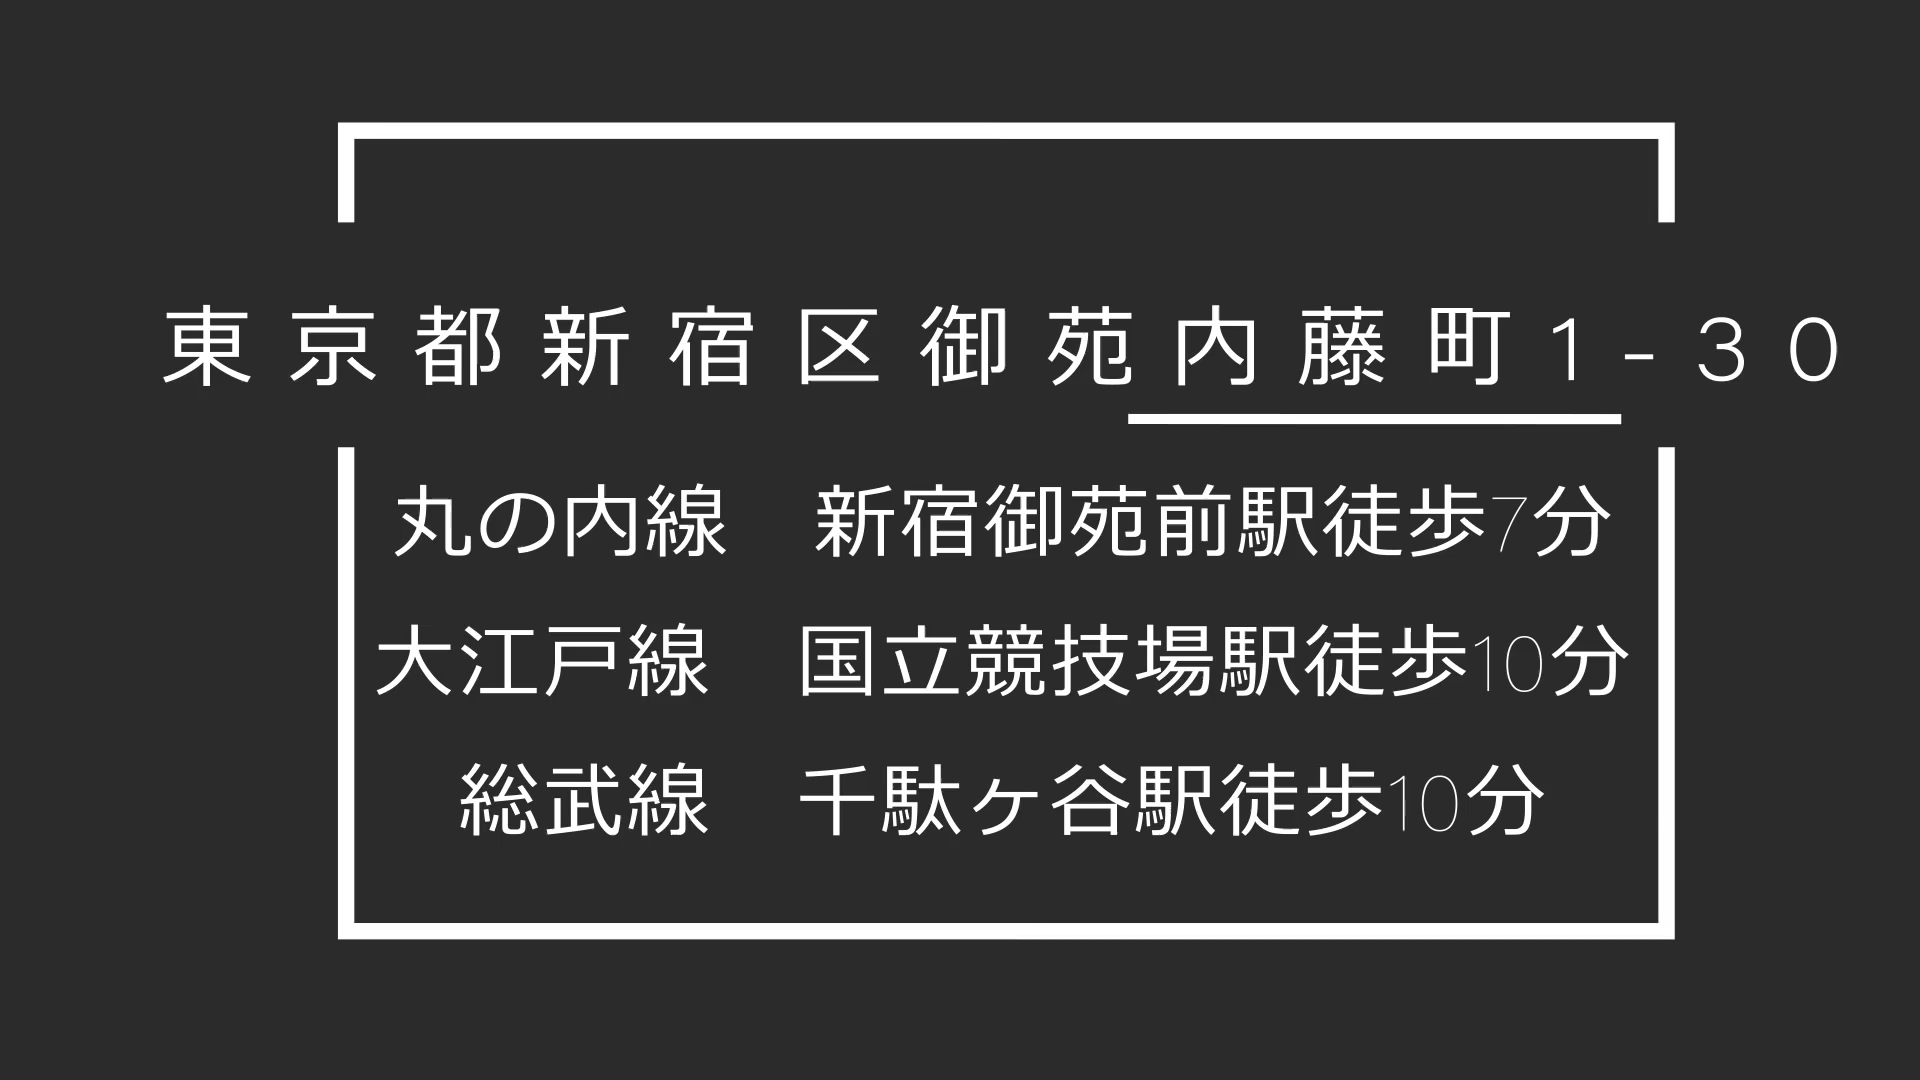 東京都新宿区御苑内藤町1-30
丸の内線　新宿御苑前駅徒歩7分
大江戸線　国立競技場駅徒歩10分
総武線　千駄ヶ谷駅徒歩10分